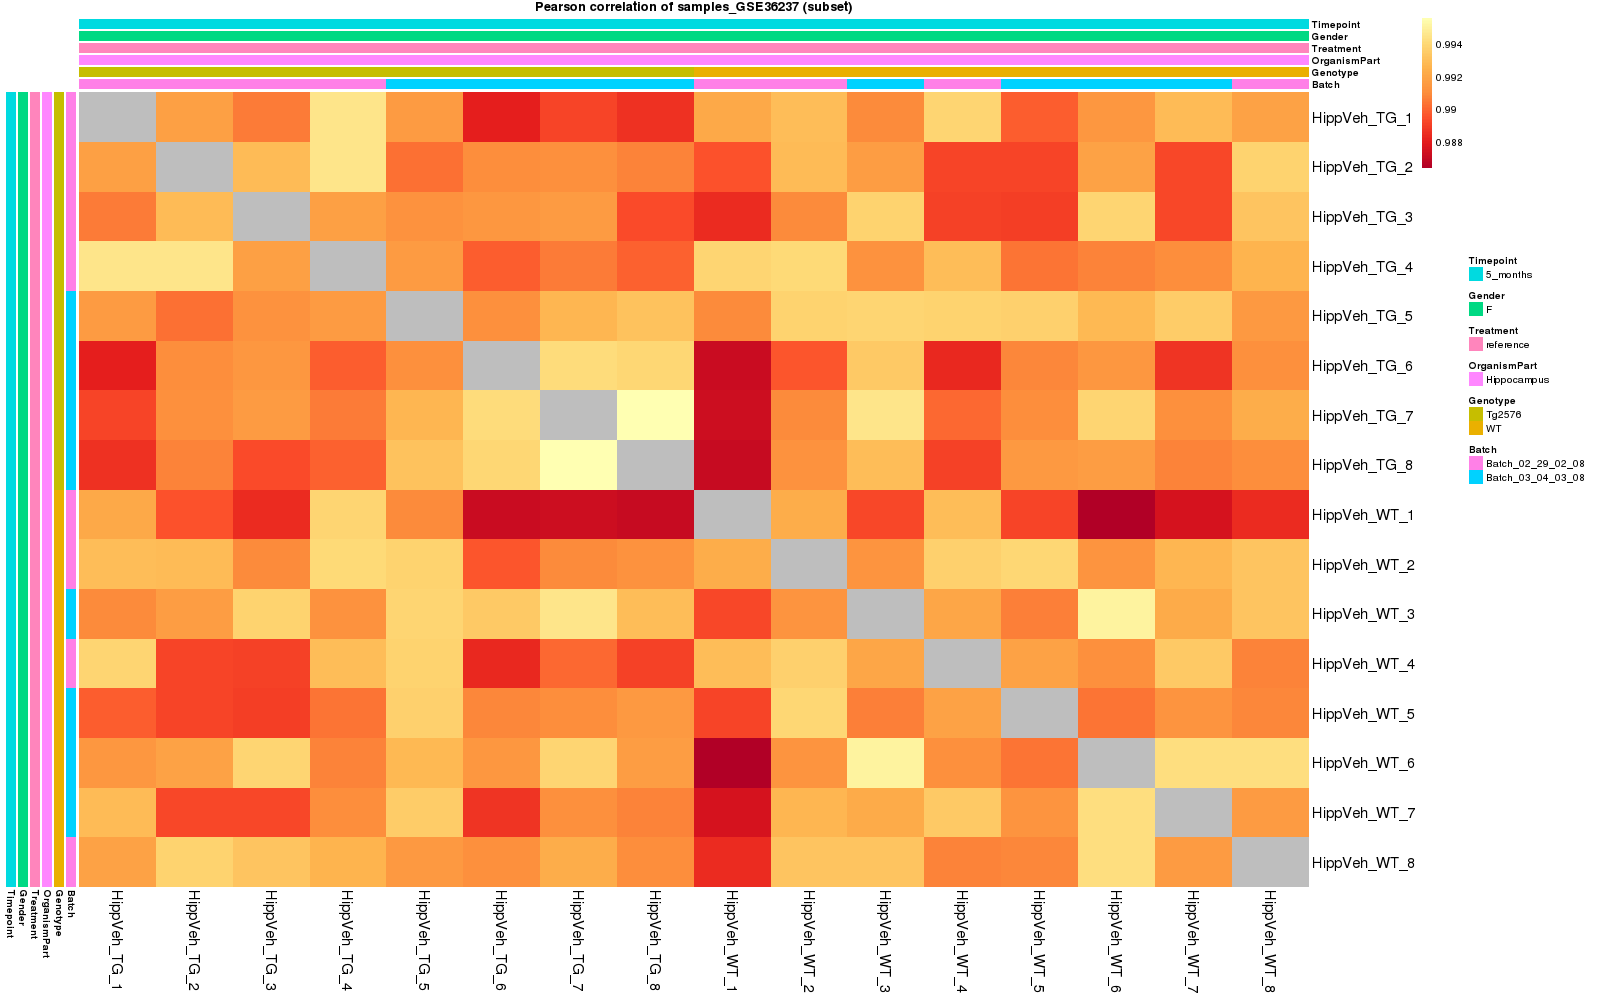 Pearson correlation of samples_GSE36237 (subset)
Timepoint
Gender
Treatment
OrganismPart
Genotype
Batch
0.994
0.992
0.99
0.988
HippVeh_TG_1
HippVeh_TG_2
HippVeh_TG_3
HippVeh_TG_4
HippVeh_TG_5
HippVeh_TG_6
HippVeh_TG_7
HippVeh_TG_8
HippVeh_WT_1
HippVeh_WT_2
HippVeh_WT_3
HippVeh_WT_4
HippVeh_WT_5
HippVeh_WT_6
HippVeh_WT_7
HippVeh_WT_8
Timepoint
5_months
Gender
F
Treatment
reference
OrganismPart
Hippocampus
Genotype
Tg2576
WT
Batch
Batch_02_29_02_08
Batch_03_04_03_08
Timepoint
Gender
Treatment
OrganismPart
Genotype
Batch
HippVeh_TG_1
HippVeh_TG_2
HippVeh_TG_3
HippVeh_TG_4
HippVeh_TG_5
HippVeh_TG_6
HippVeh_TG_7
HippVeh_TG_8
HippVeh_WT_1
HippVeh_WT_2
HippVeh_WT_3
HippVeh_WT_4
HippVeh_WT_5
HippVeh_WT_6
HippVeh_WT_7
HippVeh_WT_8